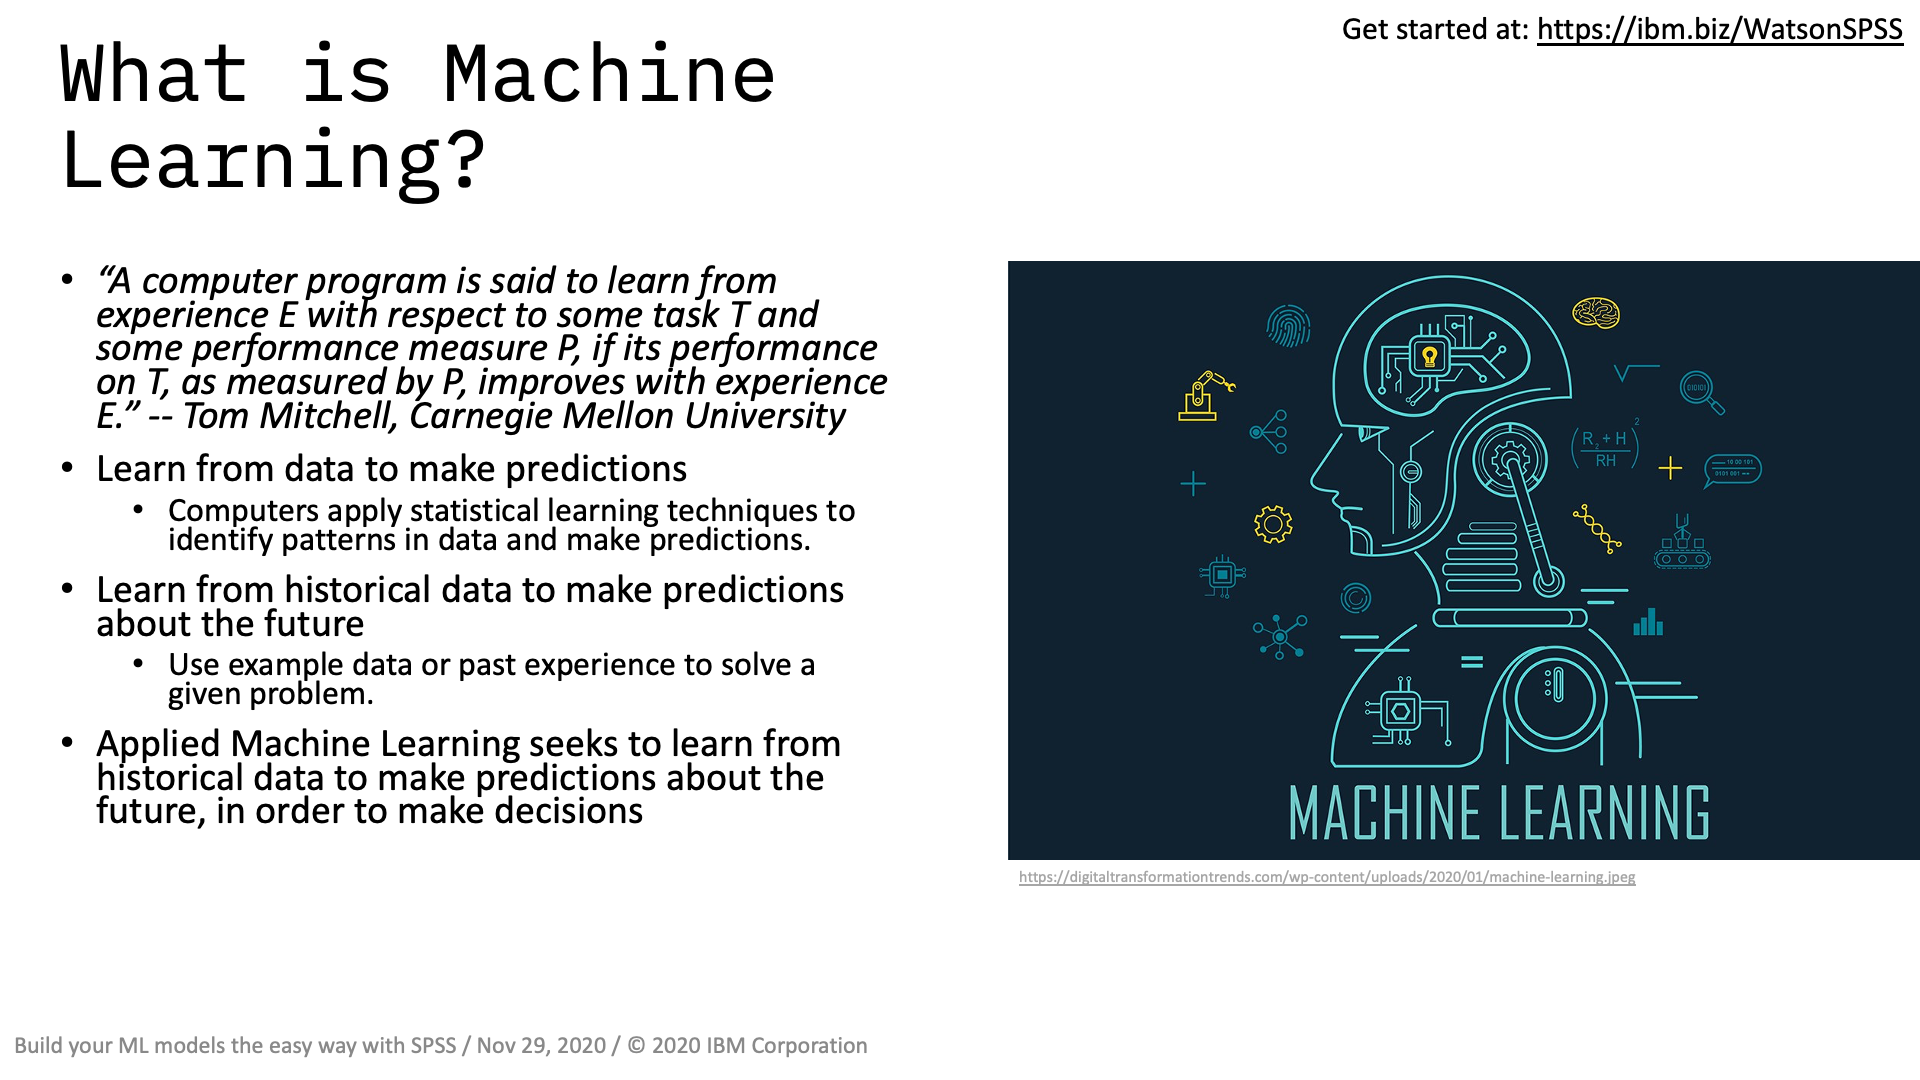 Get started at: https://ibm.biz/WatsonSPSS
What is Machine
Learning?
• “A computer program is said to learn from
experience E with respect to some task T and
some performance measure P, if its performance
on T, as measured by P, improves with experience
E.” -- Tom Mitchell, Carnegie Mellon University
• Learn from data to make predictions
• Computers apply statistical learning techniques to
identify patterns in data and make predictions.
• Learn from historical data to make predictions
about the future
• Use example data or past experience to solve a
given problem.
• Applied Machine Learning seeks to learn from
historical data to make predictions about the
future, in order to make decisions
R2 + H
RH
2
MACHINE LEARNING
https://digitaltransformationtrends.com/wp-content/uploads/2020/01/machine-learning.jpeg
Build your ML models the easy way with SPSS / Nov 29, 2020 / © 2020 IBM Corporation